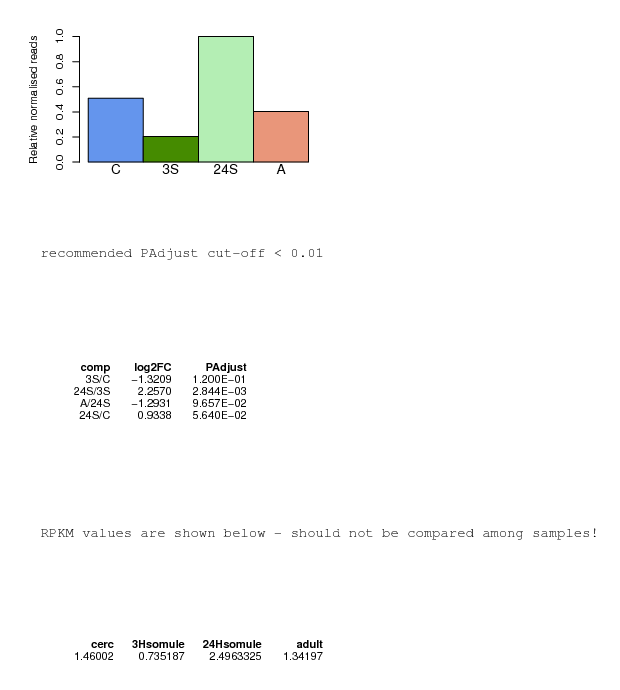 Relative normalised reads
1.0
0.8
0.6
0.4
0.2
0.0
C 3S 24S A
recommended PAdjust cut-off < 0.01
comp log2FC PAdjust
3S/C −1.3209 1.200E−01
24S/3S 2.2570 2.844E−03
A/24S −1.2931 9.657E−02
24S/C 0.9338 5.640E−02
RPKM values are shown below - should not be compared among samples!
cerc 3Hsomule 24Hsomule adult
1.46002 0.735187 2.4963325 1.34197